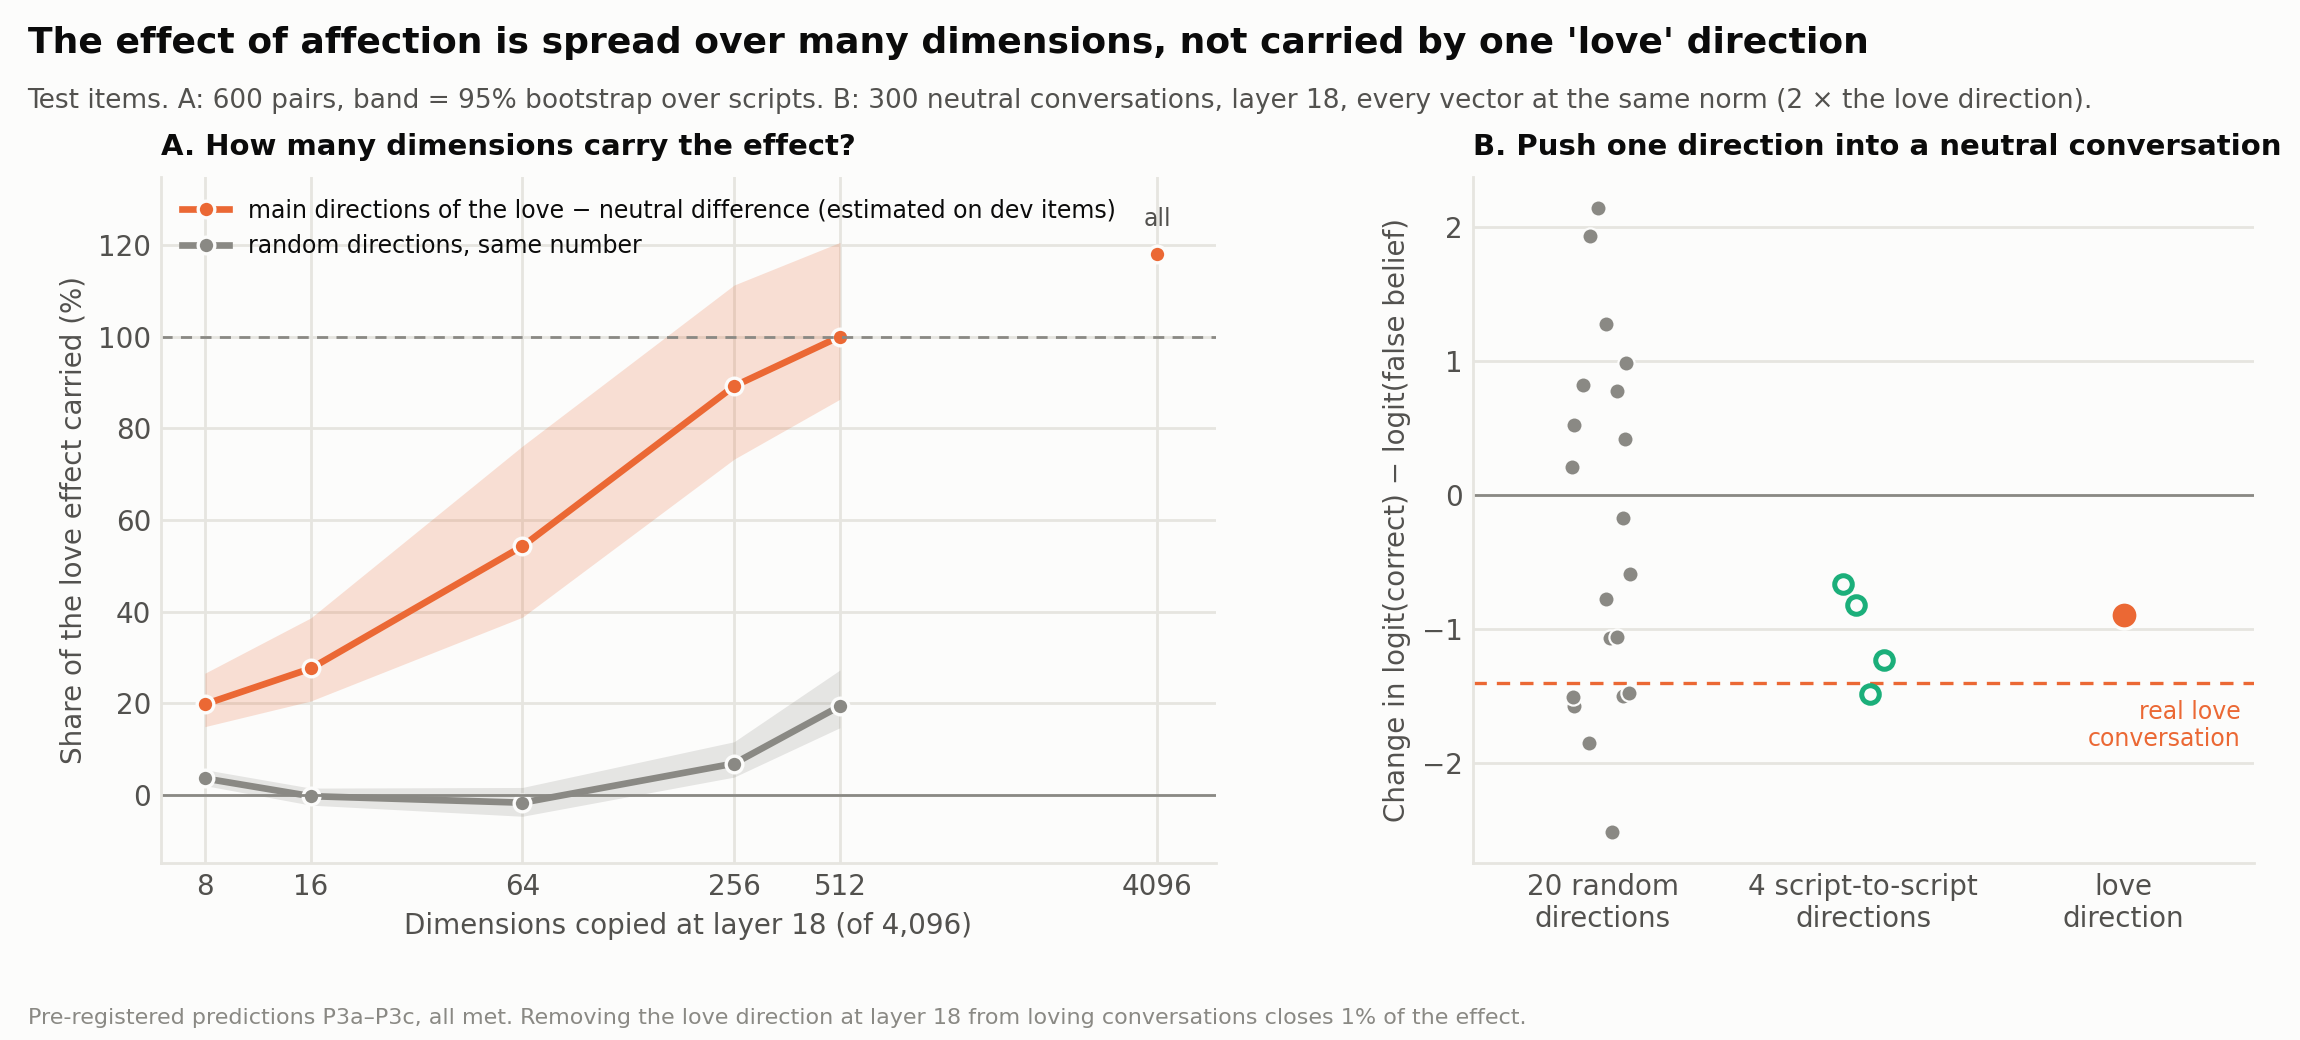 The effect of affection is spread over many dimensions, not carried by one 'love' direction
Test items. A: 600 pairs, band = 95% bootstrap over scripts. B: 300 neutral conversations, layer 18, every vector at the same norm (2 × the love direction).
A. How many dimensions carry the effect?
main directions of the love − neutral difference (estimated on dev items)
random directions, same number
all
Share of the love effect carried (%)
120
100
80
60
40
20
0
8 16 64 256 512 4096
Dimensions copied at layer 18 (of 4,096)
B. Push one direction into a neutral conversation
Change in logit(correct) − logit(false belief)
2
1
0
−1
−2
real love
conversation
20 random
directions
4 script-to-script
directions
love
direction
Pre-registered predictions P3a–P3c, all met. Removing the love direction at layer 18 from loving conversations closes 1% of the effect.